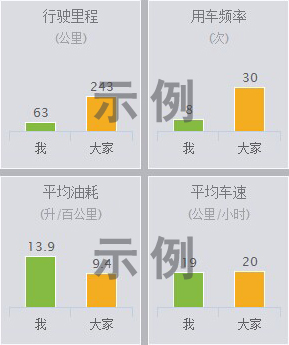 行驶里程
(公里)
63
243
我
大家
用车频率
(次)
8
30
我
大家
示例
平均油耗
(升/百公里)
13.9
9.4
我
大家
平均车速
(公里/小时)
19
20
我
大家
示例